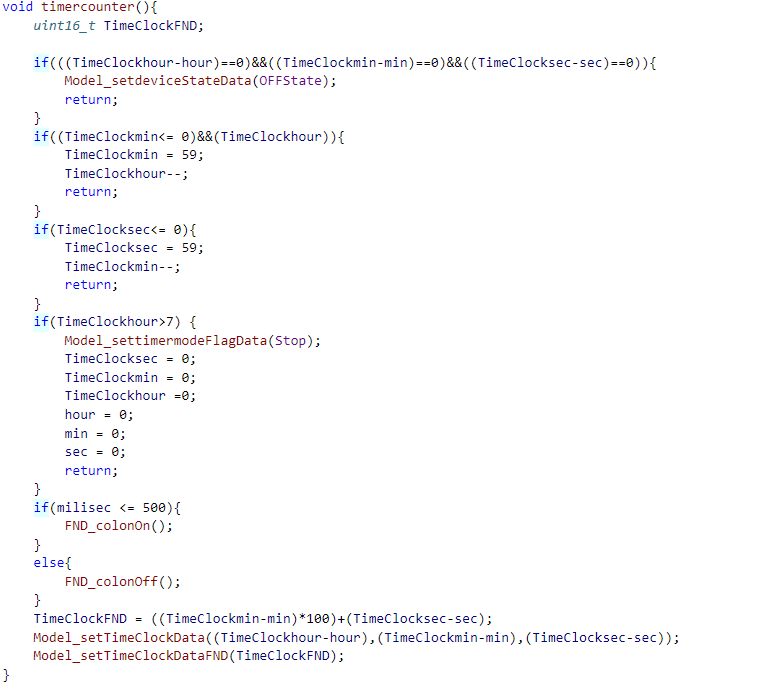 void timercounter(){
    uint16_t TimeClockFND;

    if(((TimeClockhour-hour)==0)&&((TimeClockmin-min)==0)&&((TimeClocksec-sec)==0)){
        Model_setdeviceStateData(OFFState);
        return;
    }
    if((TimeClockmin<= 0)&&(TimeClockhour)){
        TimeClockmin = 59;
        TimeClockhour--;
        return;
    }
    if(TimeClocksec<= 0){
        TimeClocksec = 59;
        TimeClockmin--;
        return;
    }
    if(TimeClockhour>7) {
        Model_settimermodeFlagData(Stop);
        TimeClocksec = 0;
        TimeClockmin = 0;
        TimeClockhour =0;
        hour = 0;
        min = 0;
        sec = 0;
        return;
    }
    if(milisec <= 500){
        FND_colonOn();
    }
    else{
        FND_colonOff();
    }
    TimeClockFND = ((TimeClockmin-min)*100)+(TimeClocksec-sec);
    Model_setTimeClockData((TimeClockhour-hour),(TimeClockmin-min),(TimeClocksec-sec));
    Model_setTimeClockDataFND(TimeClockFND);
}